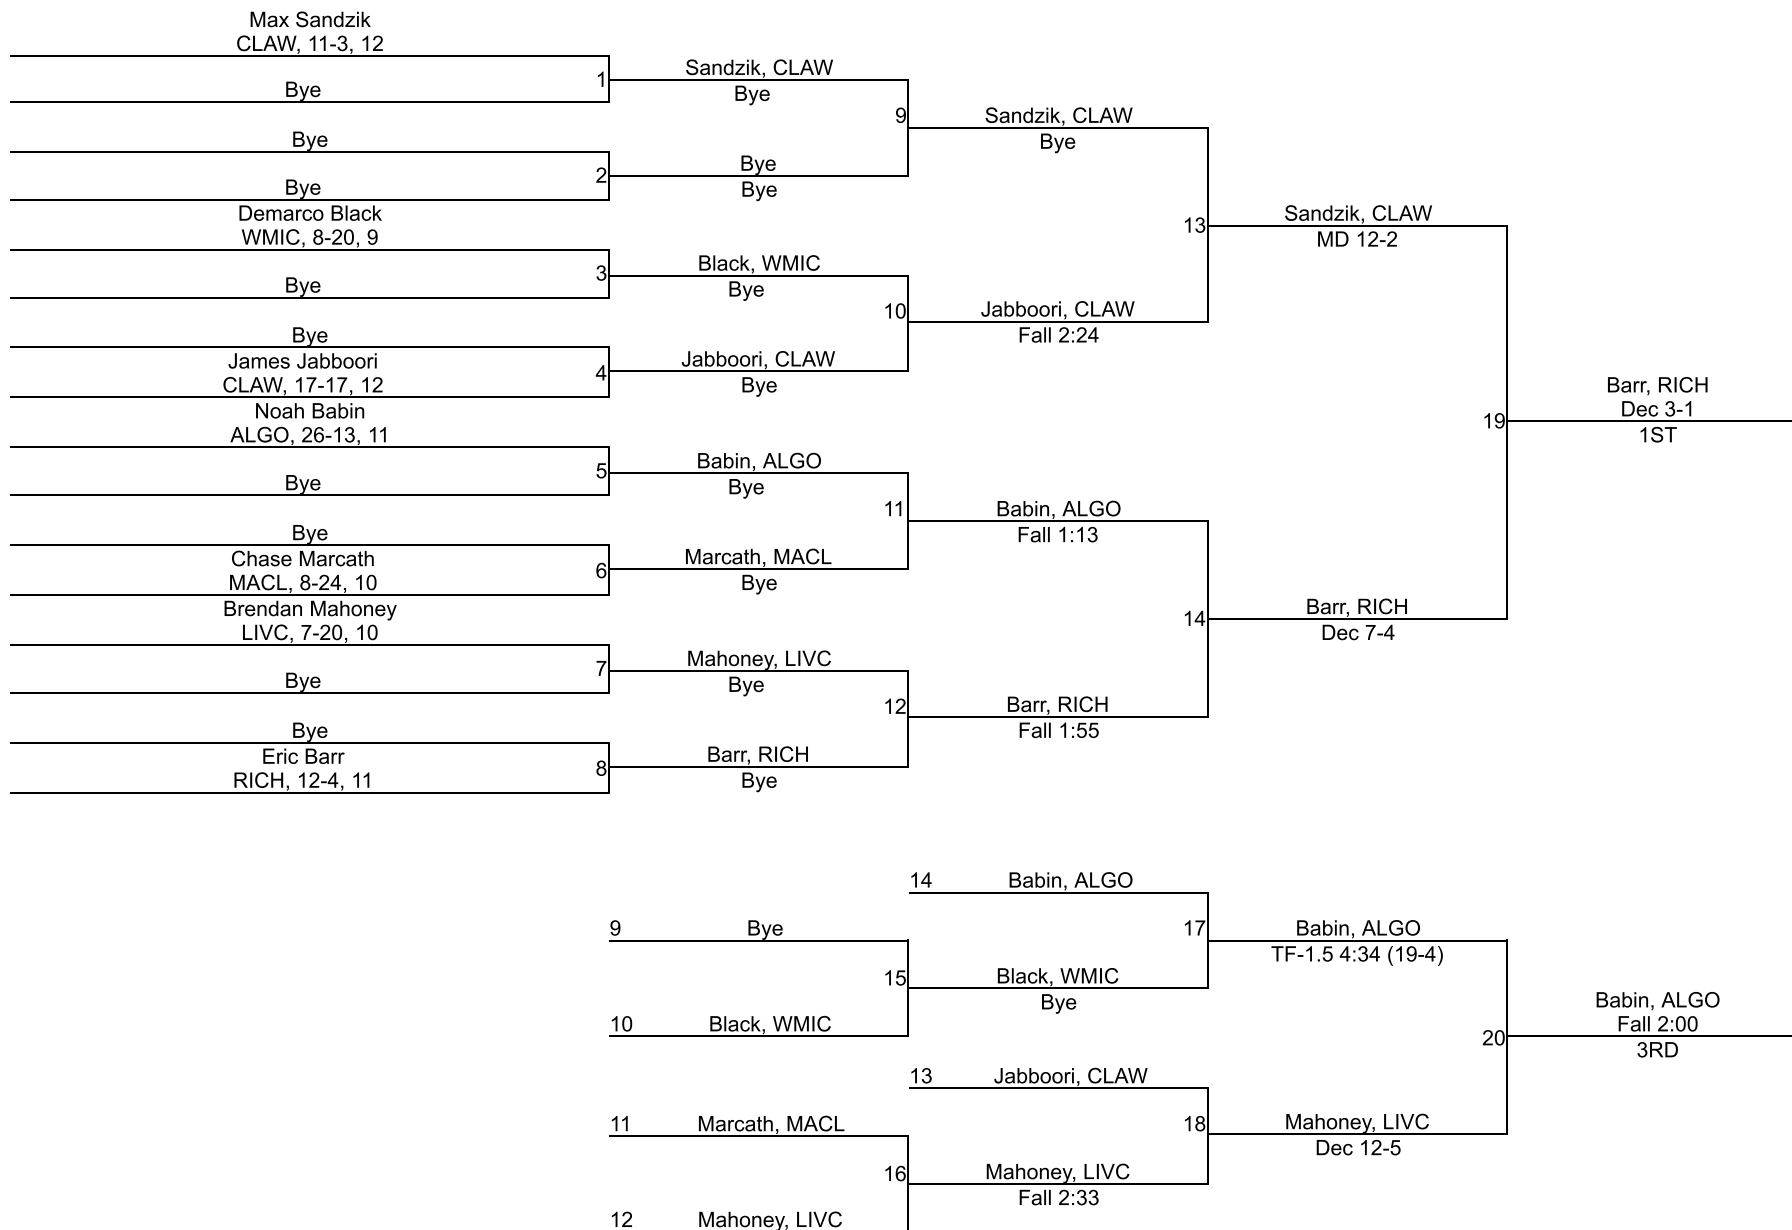 Max Sandzik
CLAW, 11-3, 12
Bye
1
Bye
Bye
2
Demarco Black
WMIC, 8-20, 9
Bye
3
Bye
James Jabboori
CLAW, 17-17, 12
4
Noah Babin
ALGO, 26-13, 11
Bye
5
Bye
Chase Marcath
MACL, 8-24, 10
6
Brendan Mahoney
LIVC, 7-20, 10
Bye
7
Bye
Eric Barr
RICH, 12-4, 11
8
Sandzik, CLAW
Bye
9
Bye
Bye
Black, WMIC
Bye
10
Jabboori, CLAW
Bye
Babin, ALGO
Bye
11
Marcath, MACL
Bye
Mahoney, LIVC
Bye
12
Barr, RICH
Bye
Sandzik, CLAW
Bye
13
Jabboori, CLAW
Fall 2:24
Babin, ALGO
Fall 1:13
14
Barr, RICH
Fall 1:55
Sandzik, CLAW
MD 12-2
19
Barr, RICH
Dec 7-4
Barr, RICH
Dec 3-1
1ST
14 Babin, ALGO
9 Bye
15
10 Black, WMIC
Black, WMIC
Bye
17
Babin, ALGO
TF-1.5 4:34 (19-4)
13 Jabboori, CLAW
11 Marcath, MACL
16
12 Mahoney, LIVC
Mahoney, LIVC
Fall 2:33
18
Mahoney, LIVC
Dec 12-5
20
Babin, ALGO
Fall 2:00
3RD